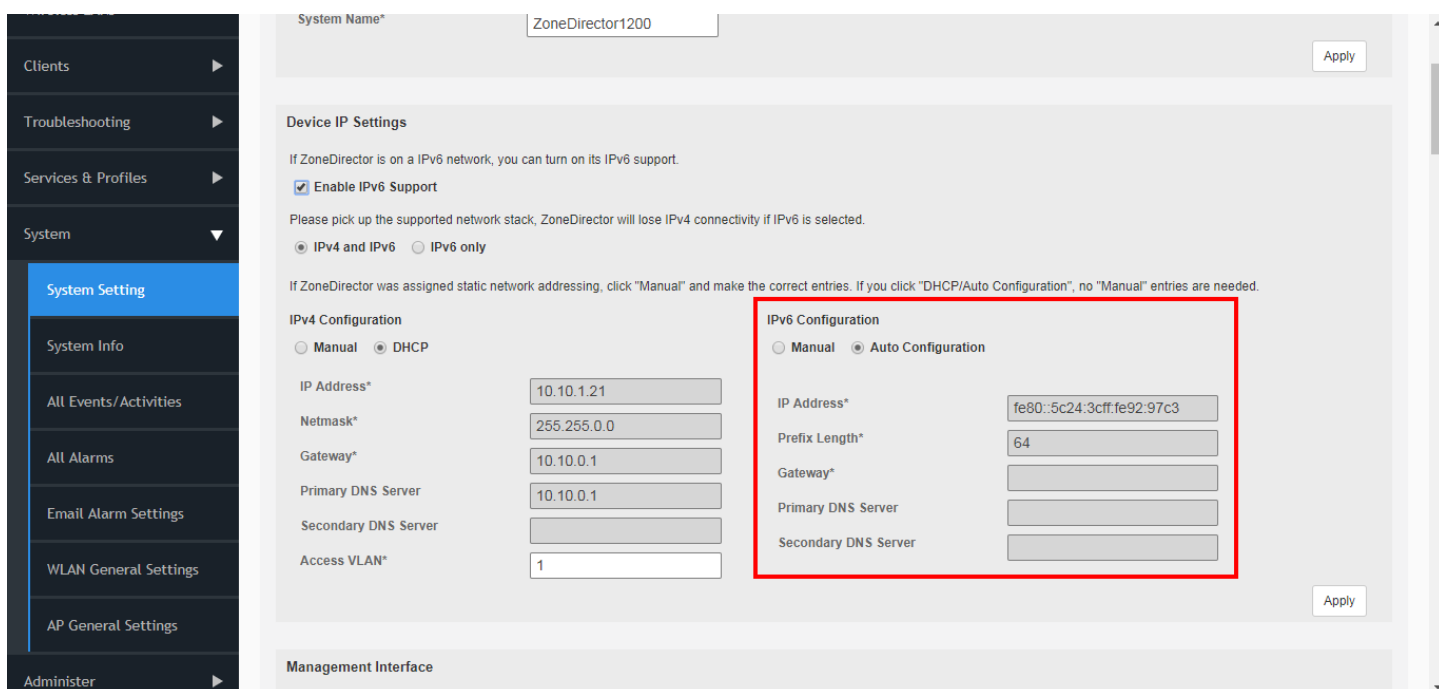 System Name*
ZoneDirector1200
Apply
Clients
Troubleshooting
Services & Profiles
System
System Setting
System Info
All Events/Activities
All Alarms
Email Alarm Settings
WLAN General Settings
AP General Settings
Administer
Device IP Settings
If ZoneDirector is on a IPv6 network, you can turn on its IPv6 support.
Enable IPv6 Support
Please pick up the supported network stack, ZoneDirector will lose IPv4 connectivity if IPv6 is selected.
IPv4 and IPv6 IPv6 only
If ZoneDirector was assigned static network addressing, click "Manual" and make the correct entries. If you click "DHCP/Auto Configuration", no "Manual" entries are needed.
IPv4 Configuration
Manual DHCP
IP Address* 10.10.1.21
Netmask* 255.255.0.0
Gateway* 10.10.0.1
Primary DNS Server 10.10.0.1
Secondary DNS Server
Access VLAN* 1
IPv6 Configuration
Manual Auto Configuration
IP Address* fe80::5c24:3cff:fe92:97c3
Prefix Length* 64
Gateway*
Primary DNS Server
Secondary DNS Server
Apply
Management Interface